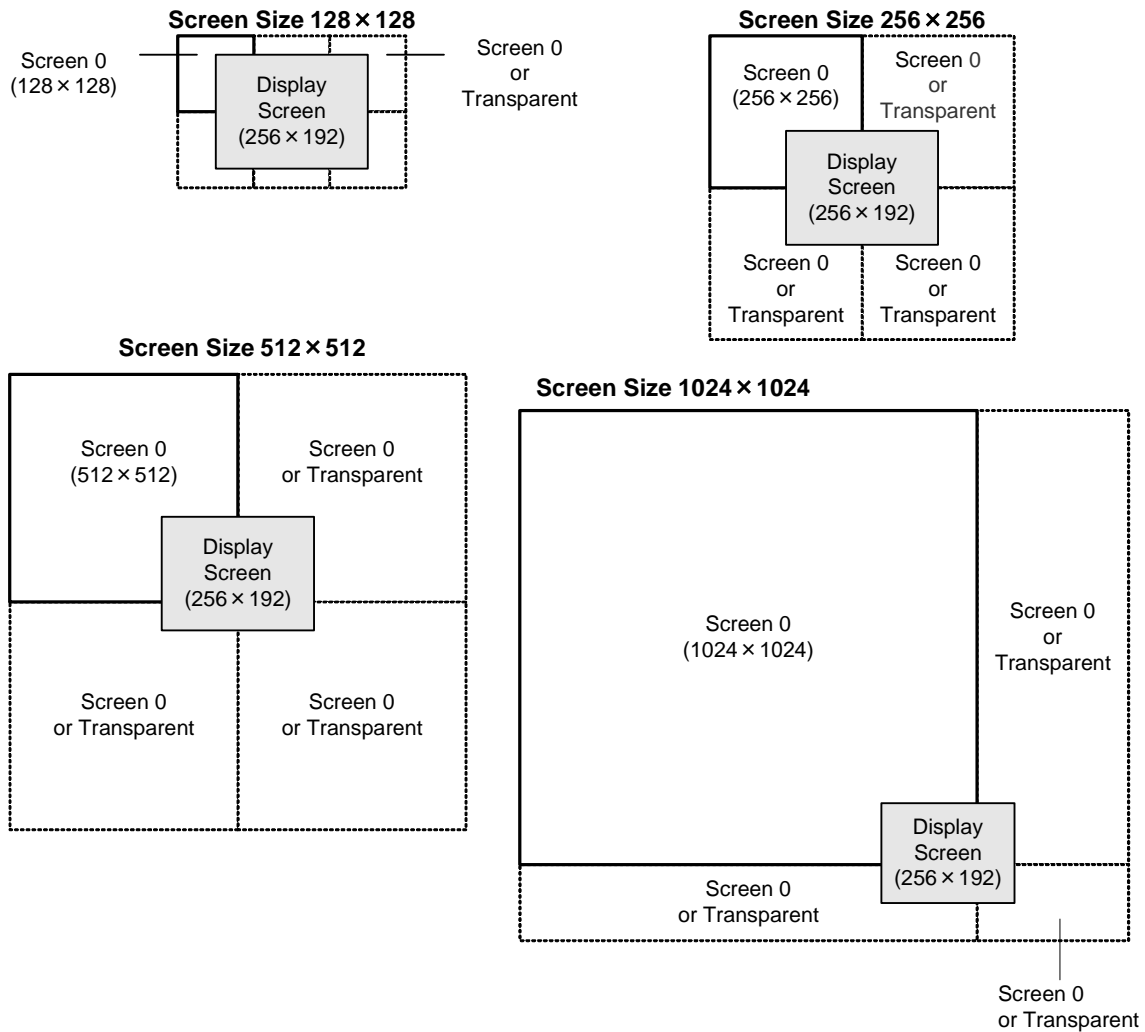 Screen Size 128×128
Screen 0
(128×128)
Display
Screen
(256×192)
Screen 0
or
Transparent
Screen Size 256×256
Screen 0
(256×256)
Screen 0
or
Transparent
Display
Screen
(256×192)
Screen 0
or
Transparent
Screen 0
or
Transparent
Screen Size 512×512
Screen 0
(512×512)
Screen 0
or Transparent
Display
Screen
(256×192)
Screen 0
or Transparent
Screen 0
or Transparent
Screen Size 1024×1024
Screen 0
(1024×1024)
Screen 0
or
Transparent
Display
Screen
(256×192)
Screen 0
or Transparent
Screen 0
or Transparent